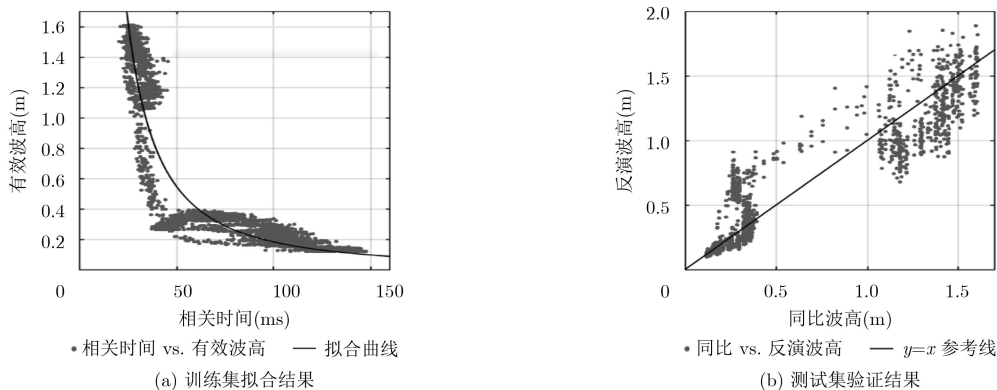 1.6
1.4
1.2
1.0
0.8
0.6
0.4
0.2
0 50 100 150
有效波高(m)
相关时间(ms)
相关时间 vs. 有效波高 拟合曲线
(a) 训练集拟合结果
2.0
1.5
1.0
0.5
0 0.5 1.0 1.5
反演波高(m)
同比波高(m)
同比 vs. 反演波高 y=x 参考线
(b) 测试集验证结果